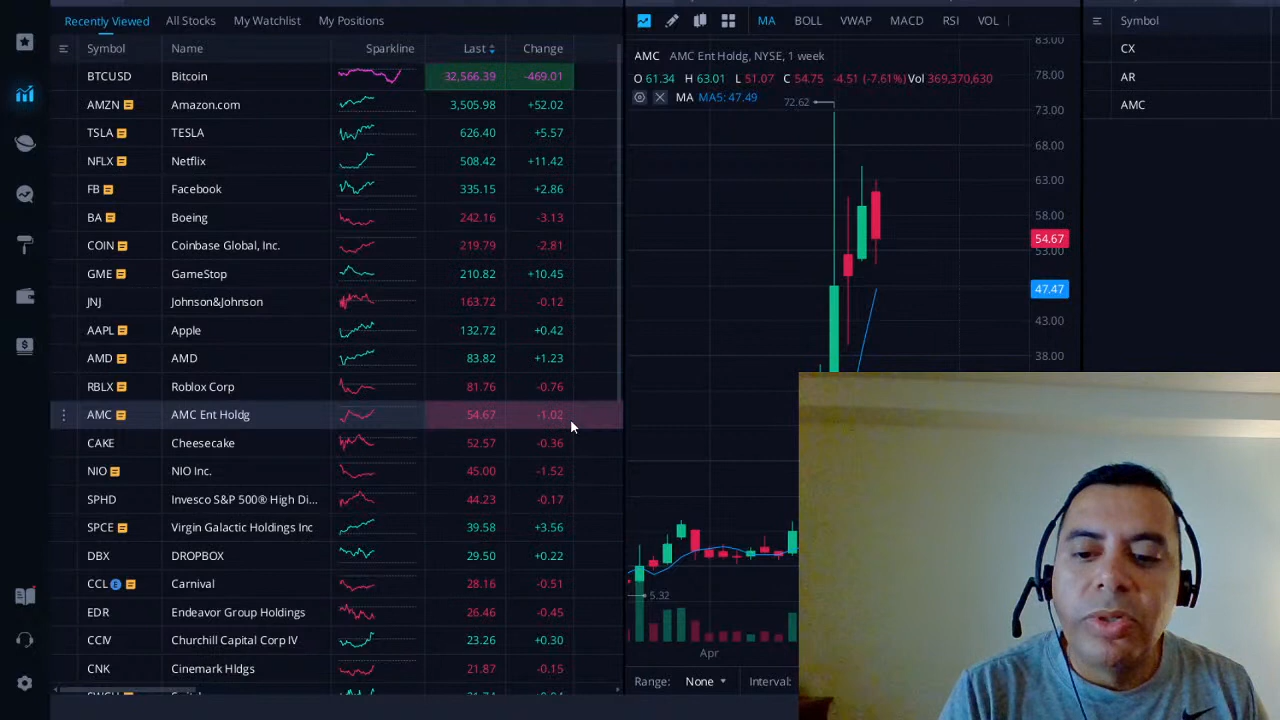 Recently Viewed All Stocks My Watchlist My Positions
Symbol Name Sparkline Last Change
BTCUSD Bitcoin 32,566.39 -469.01
AMZN Amazon.com 3,505.98 +52.02
TSLA TESLA 626.40 +5.57
NFLX Netflix 508.42 +11.42
FB Facebook 335.15 +2.86
BA Boeing 242.16 -3.13
COIN Coinbase Global, Inc. 219.79 -2.81
GME GameStop 210.82 +10.45
JNJ Johnson&Johnson 163.72 -0.12
AAPL Apple 132.72 +0.42
AMD AMD 83.82 +1.23
RBLX Roblox Corp 81.76 -0.76
AMC AMC Ent Holdg 54.67 -1.02
CAKE Cheesecake 52.57 -0.36
NIO NIO Inc. 45.00 -1.52
SPHD Invesco S&P 500® High Di... 44.23 -0.17
SPCE Virgin Galactic Holdings Inc 39.58 +3.56
DBX DROPBOX 29.50 +0.22
CCL E Carnival 28.16 -0.51
EDR Endeavor Group Holdings 26.46 -0.45
CCIV Churchill Capital Corp IV 23.26 +0.30
CNK Cinemark Hldgs 21.87 -0.15
MA BOLL VWAP MACD RSI VOL
AMC AMC Ent Holdg, NYSE, 1 week
O 61.34 H 63.01 L 51.07 C 54.75 -4.51 (-7.61%) Vol 369,370,630
MA MA5: 47.49
72.62
83.00
78.00
73.00
68.00
63.00
58.00
54.67
53.00
47.47
43.00
38.00
5.32
Apr
Range: None Interval:
Symbol
CX
AR
AMC